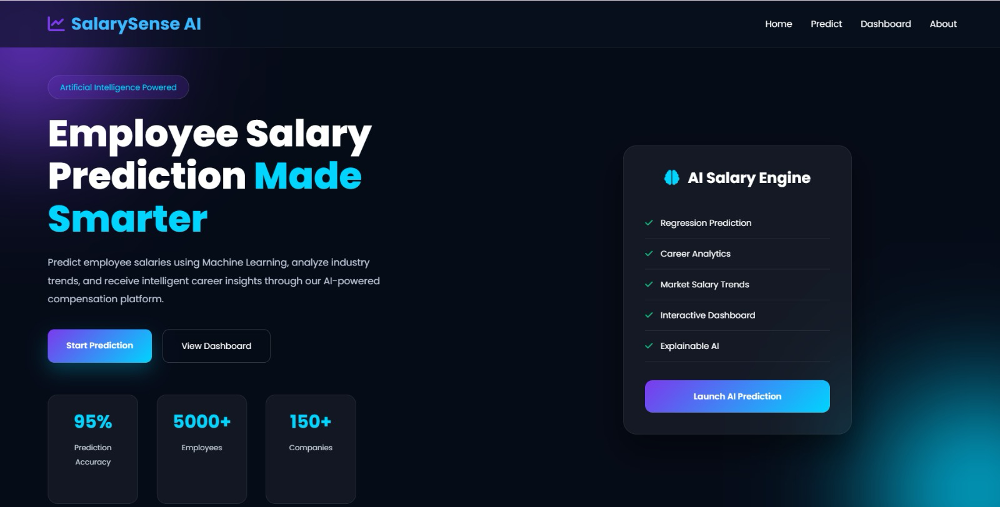 SalarySense AI
Home
Predict
Dashboard
About
Artificial Intelligence Powered
Employee Salary
Prediction Made
Smarter
Predict employee salaries using Machine Learning, analyze industry
trends, and receive intelligent career insights through our AI-powered
compensation platform.
Start Prediction
View Dashboard
95%
Prediction
Accuracy
5000+
Employees
150+
Companies
AI Salary Engine
Regression Prediction
Career Analytics
Market Salary Trends
Interactive Dashboard
Explainable AI
Launch AI Prediction